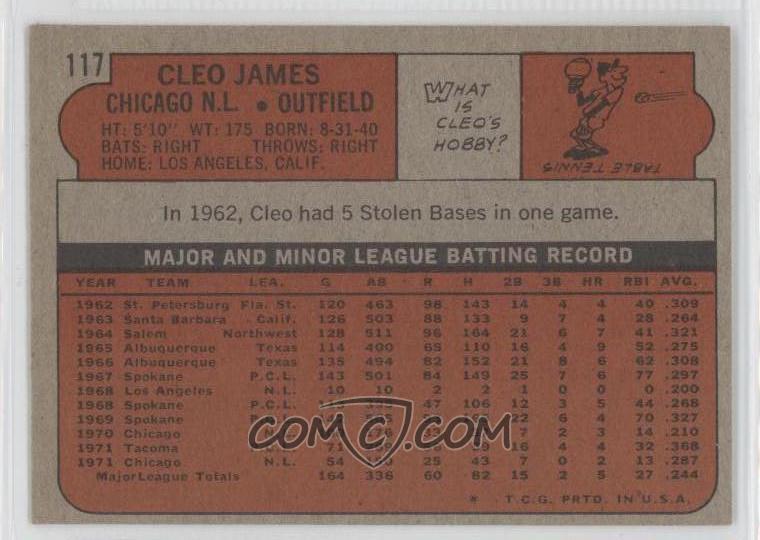 117
CLEO JAMES
CHICAGO N.L. • OUTFIELD
HT: 5'10" WT: 175 BORN: 8-31-40
BATS: RIGHT THROWS: RIGHT
HOME: LOS ANGELES, CALIF.
WHAT
IS
CLEO'S
HOBBY?
TABLE TENNIS
In 1962, Cleo had 5 Stolen Bases in one game.
MAJOR AND MINOR LEAGUE BATTING RECORD
YEAR TEAM LEA. G AB R H 2B 3B HR RBI AVG.
1962 St. Petersburg Fla. St. 120 463 98 143 14 4 4 40 .309
1963 Santa Barbara Calif. 126 503 88 133 9 7 4 28 .264
1964 Salem Northwest 128 511 96 164 21 6 7 41 .321
1965 Albuquerque Texas 114 400 65 110 16 4 9 52 .275
1966 Albuquerque Texas 135 494 82 152 21 8 6 62 .308
1967 Spokane P.C.L. 143 501 84 149 25 7 6 77 .297
1968 Los Angeles N.L. 10 10 2 2 1 0 0 0 .200
1968 Spokane P.C.L. 47 106 12 3 5 44 .268
1969 Spokane 22 6 4 70 .327
1970 Chicago 7 2 3 14 .210
1971 Tacoma 71 16 4 4 32 .368
1971 Chicago N.L. 54 25 43 7 0 2 13 .287
Major League Totals 164 336 60 82 15 2 5 27 .244
* T.C.G. PRTD. IN U.S.A.
COMC.COM